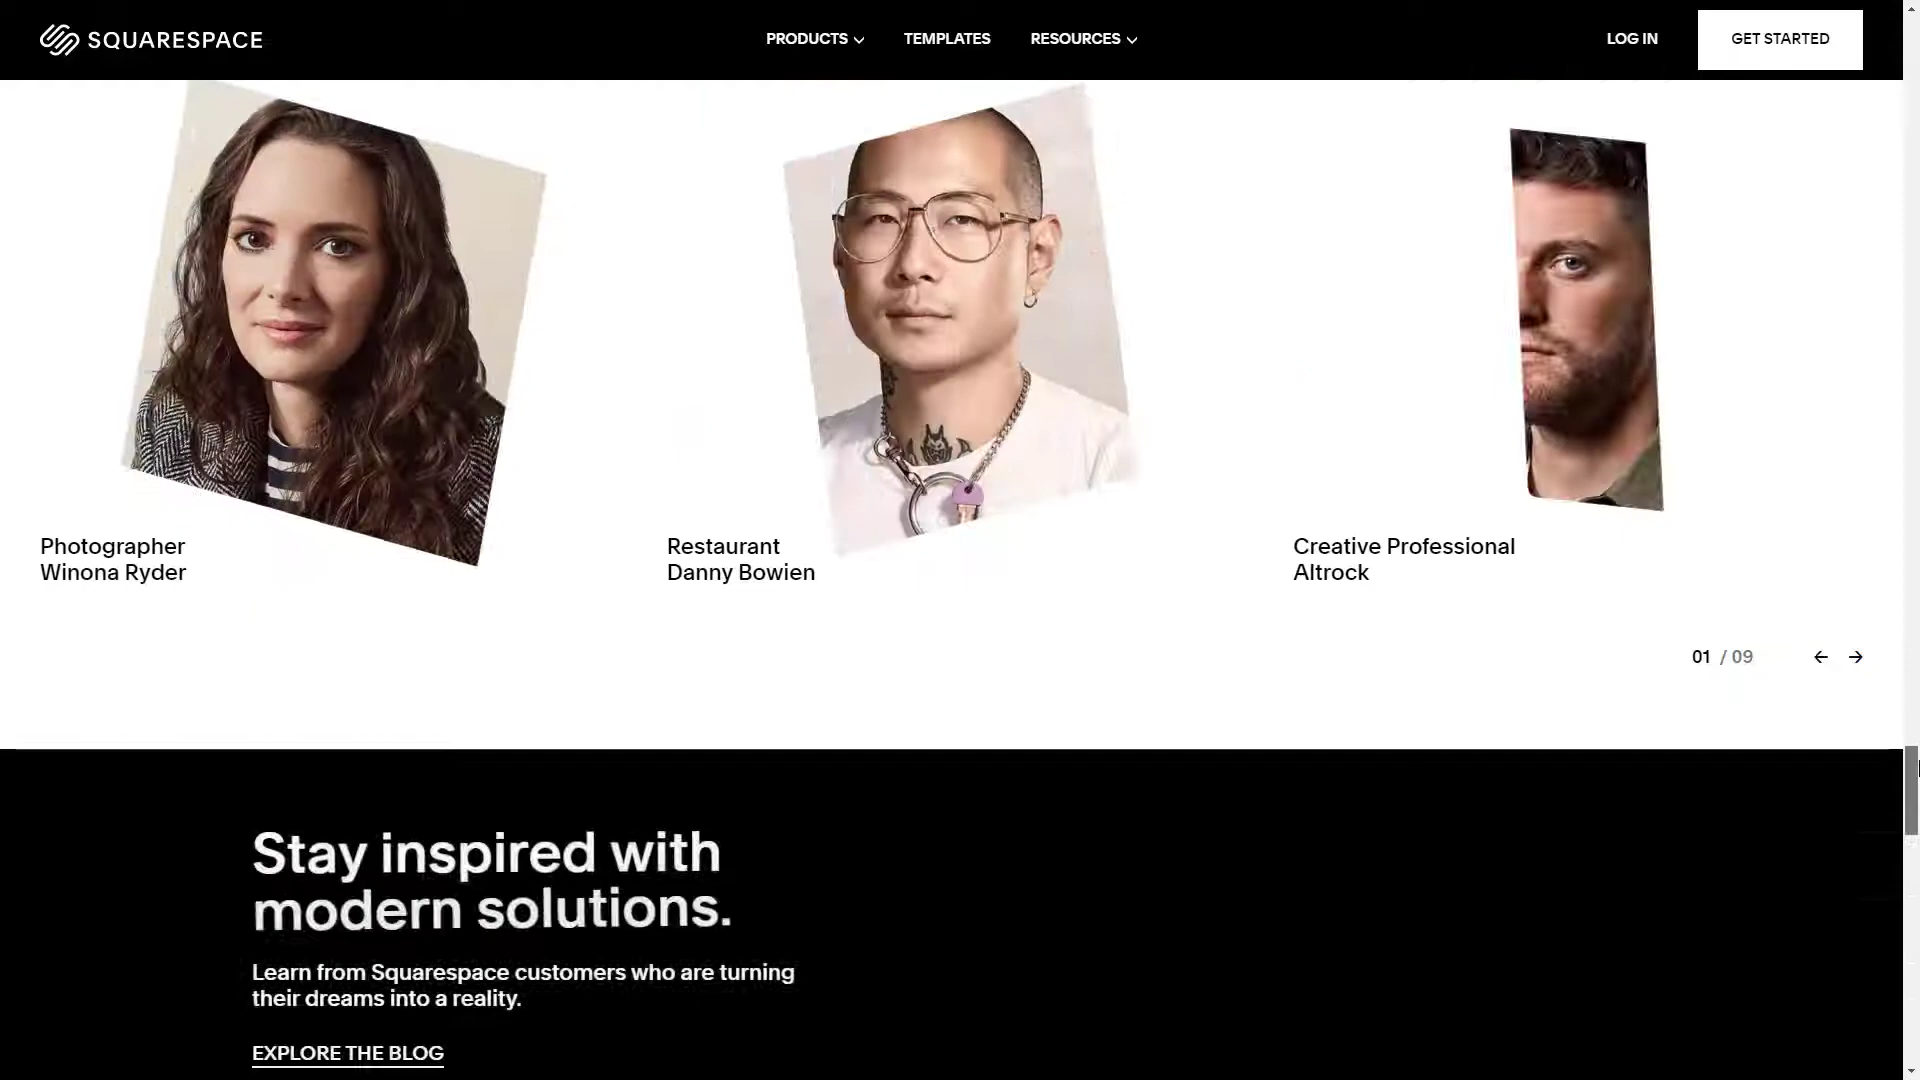 SQUARESPACE
PRODUCTS
TEMPLATES
RESOURCES
LOG IN
GET STARTED
Photographer
Winona Ryder
Restaurant
Danny Bowien
Creative Professional
Altrock
01 / 09
Stay inspired with
modern solutions.
Learn from Squarespace customers who are turning
their dreams into a reality.
EXPLORE THE BLOG